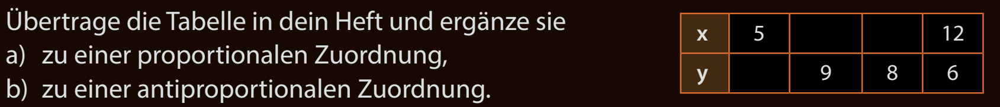 Übertrage die Tabelle in dein Heft und ergänze sie
a) zu einer proportionalen Zuordnung,
b) zu einer antiproportionalen Zuordnung.
x 5 12
y 9 8 6